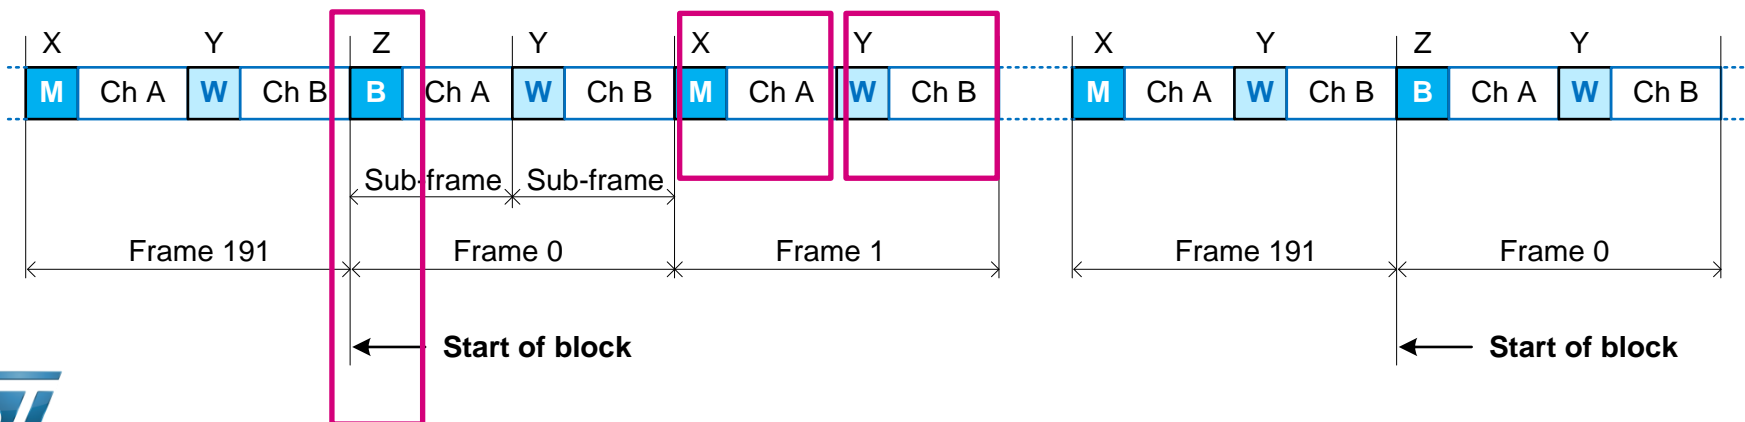 X Y Z Y X Y X Y Z Y
M Ch A W Ch B B Ch A W Ch B M Ch A W Ch B M Ch A W Ch B B Ch A W Ch B
Sub-frame Sub-frame
Frame 191 Frame 0 Frame 1 Frame 191 Frame 0
Start of block Start of block